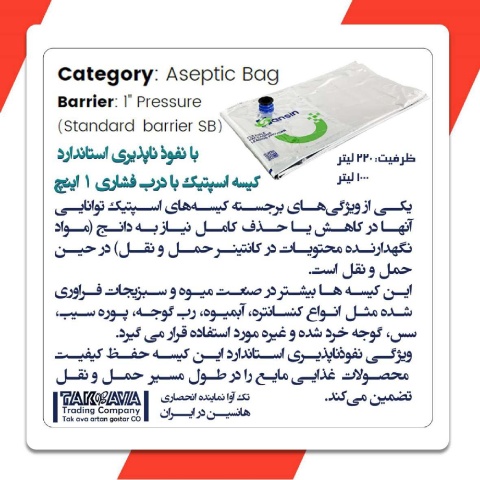 Category: Aseptic Bag
Barrier: 1" Pressure
(Standard barrier SB)
hansin
ظرفیت: ۲۲۰ لیتر
۱۰۰۰ لیتر
با نفوذناپذیری استاندارد
کیسه اسپتیک با درب فشاری ۱ اینچ
یکی از ویژگی‌های برجسته کیسه‌های اسپتیک توانایی
آنها در کاهش یا حذف کامل نیاز به دانج (مواد
نگهدارنده محتویات در کانتینر حمل و نقل) در حین
حمل و نقل است.
این کیسه ها بیشتر در صنعت میوه و سبزیجات فراوری
شده مثل انواع کنسانتره، آبمیوه، رب گوجه، پوره سیب،
سس، گوجه خرد شده و غیره مورد استفاده قرار می گیرد.
ویژگی نفوذناپذیری استاندارد این کیسه حفظ کیفیت
محصولات غذایی مایع را در طول مسیر حمل و نقل
تضمین می‌کند.
تک آوا نماینده انحصاری
هانسین در ایران
TAK AVA
Trading Company
Tak ava artan gostar CO